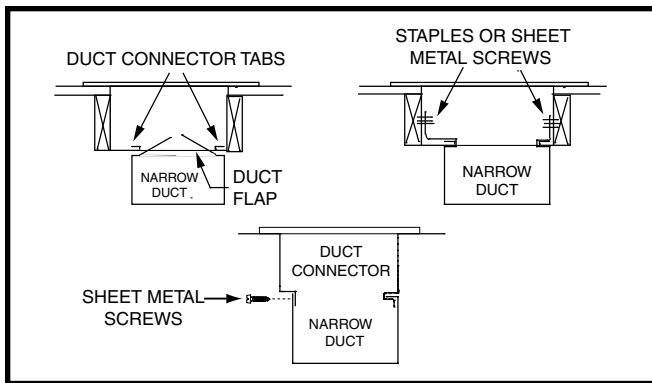 DUCT CONNECTOR TABS
NARROW
DUCT
DUCT
FLAP
STAPLES OR SHEET
METAL SCREWS
NARROW
DUCT
DUCT
CONNECTOR
SHEET METAL
SCREWS
NARROW
DUCT